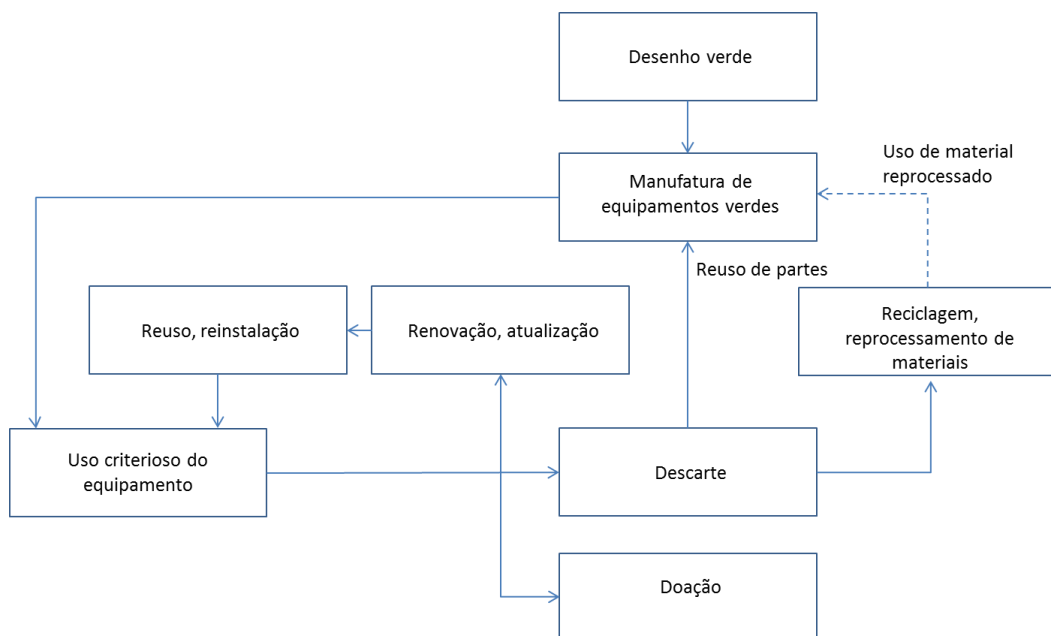 Desenho verde
Uso de material
reprocessado
Manufatura de
equipamentos verdes
Reuso de partes
Reuso, reinstalação
Renovação, atualização
Reciclagem,
reprocessamento de
materiais
Uso criterioso do
equipamento
Descarte
Doação